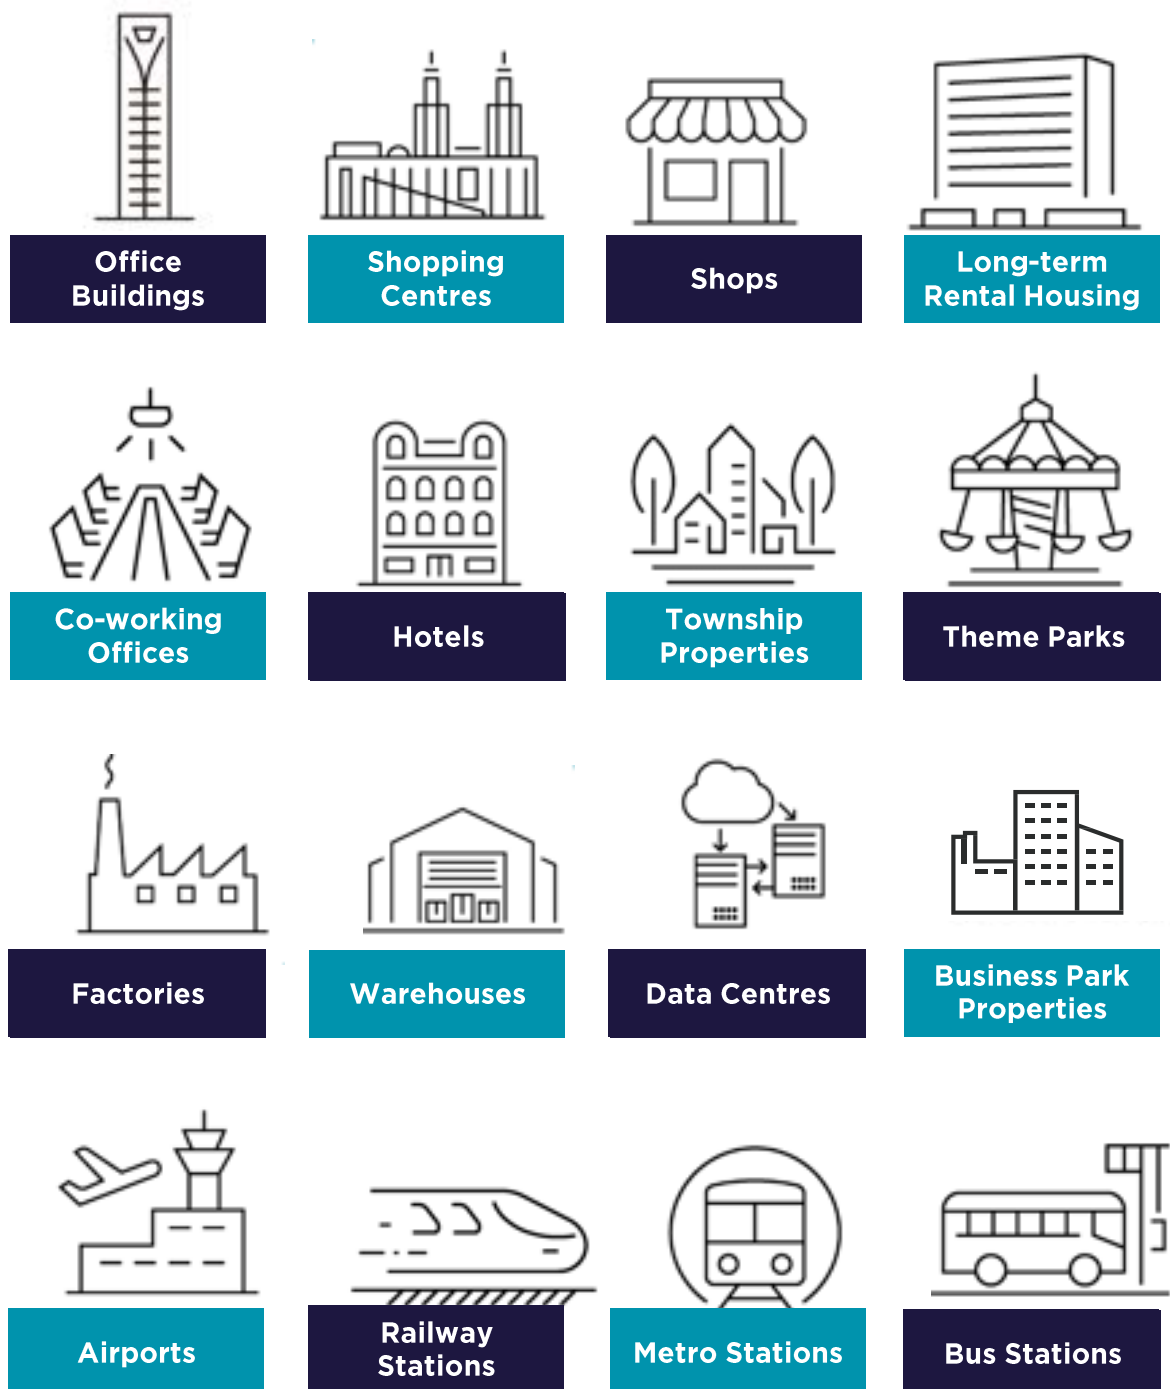 Office
Buildings
Shopping
Centres
Shops
Long-term
Rental Housing
Co-working
Offices
Hotels
Township
Properties
Theme Parks
Factories
Warehouses
Data Centres
Business Park
Properties
Airports
Railway
Stations
Metro Stations
Bus Stations